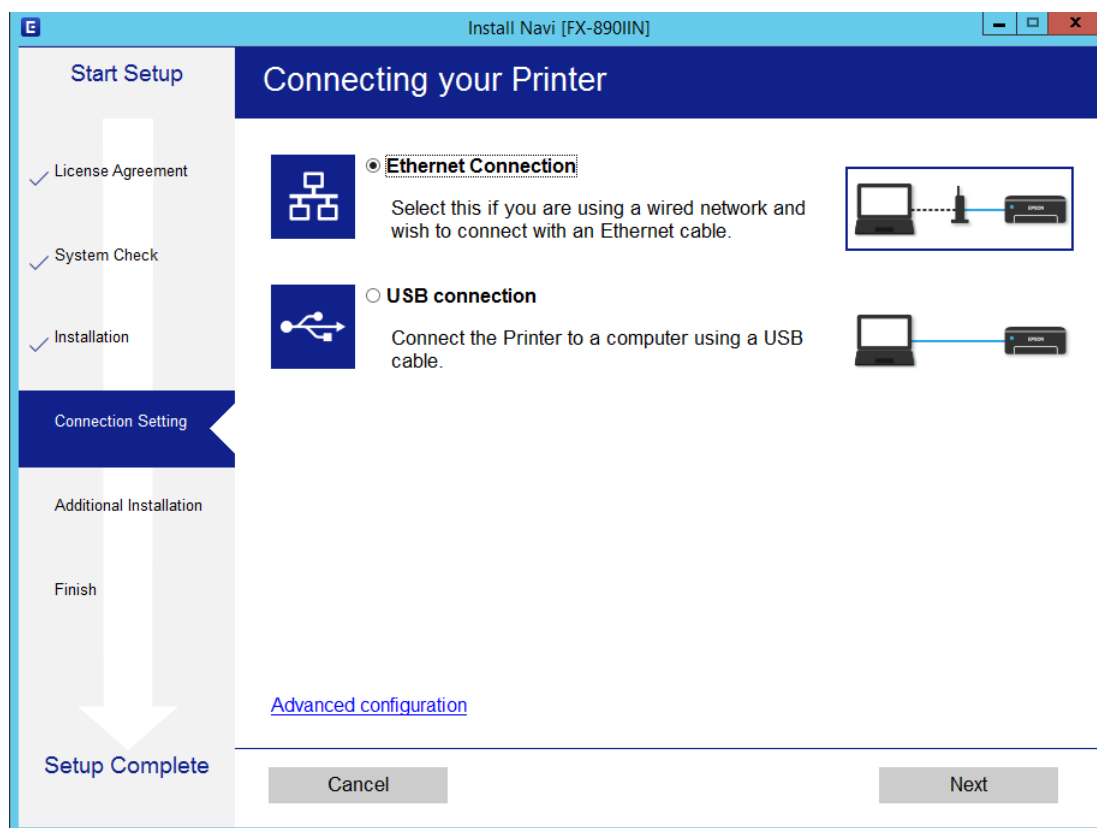 Install Navi [FX-890IIN]
Start Setup
License Agreement
System Check
Installation
Connection Setting
Additional Installation
Finish
Setup Complete
Connecting your Printer
Ethernet Connection
Select this if you are using a wired network and
wish to connect with an Ethernet cable.
EPSON
USB connection
Connect the Printer to a computer using a USB
cable.
EPSON
Advanced configuration
Cancel
Next